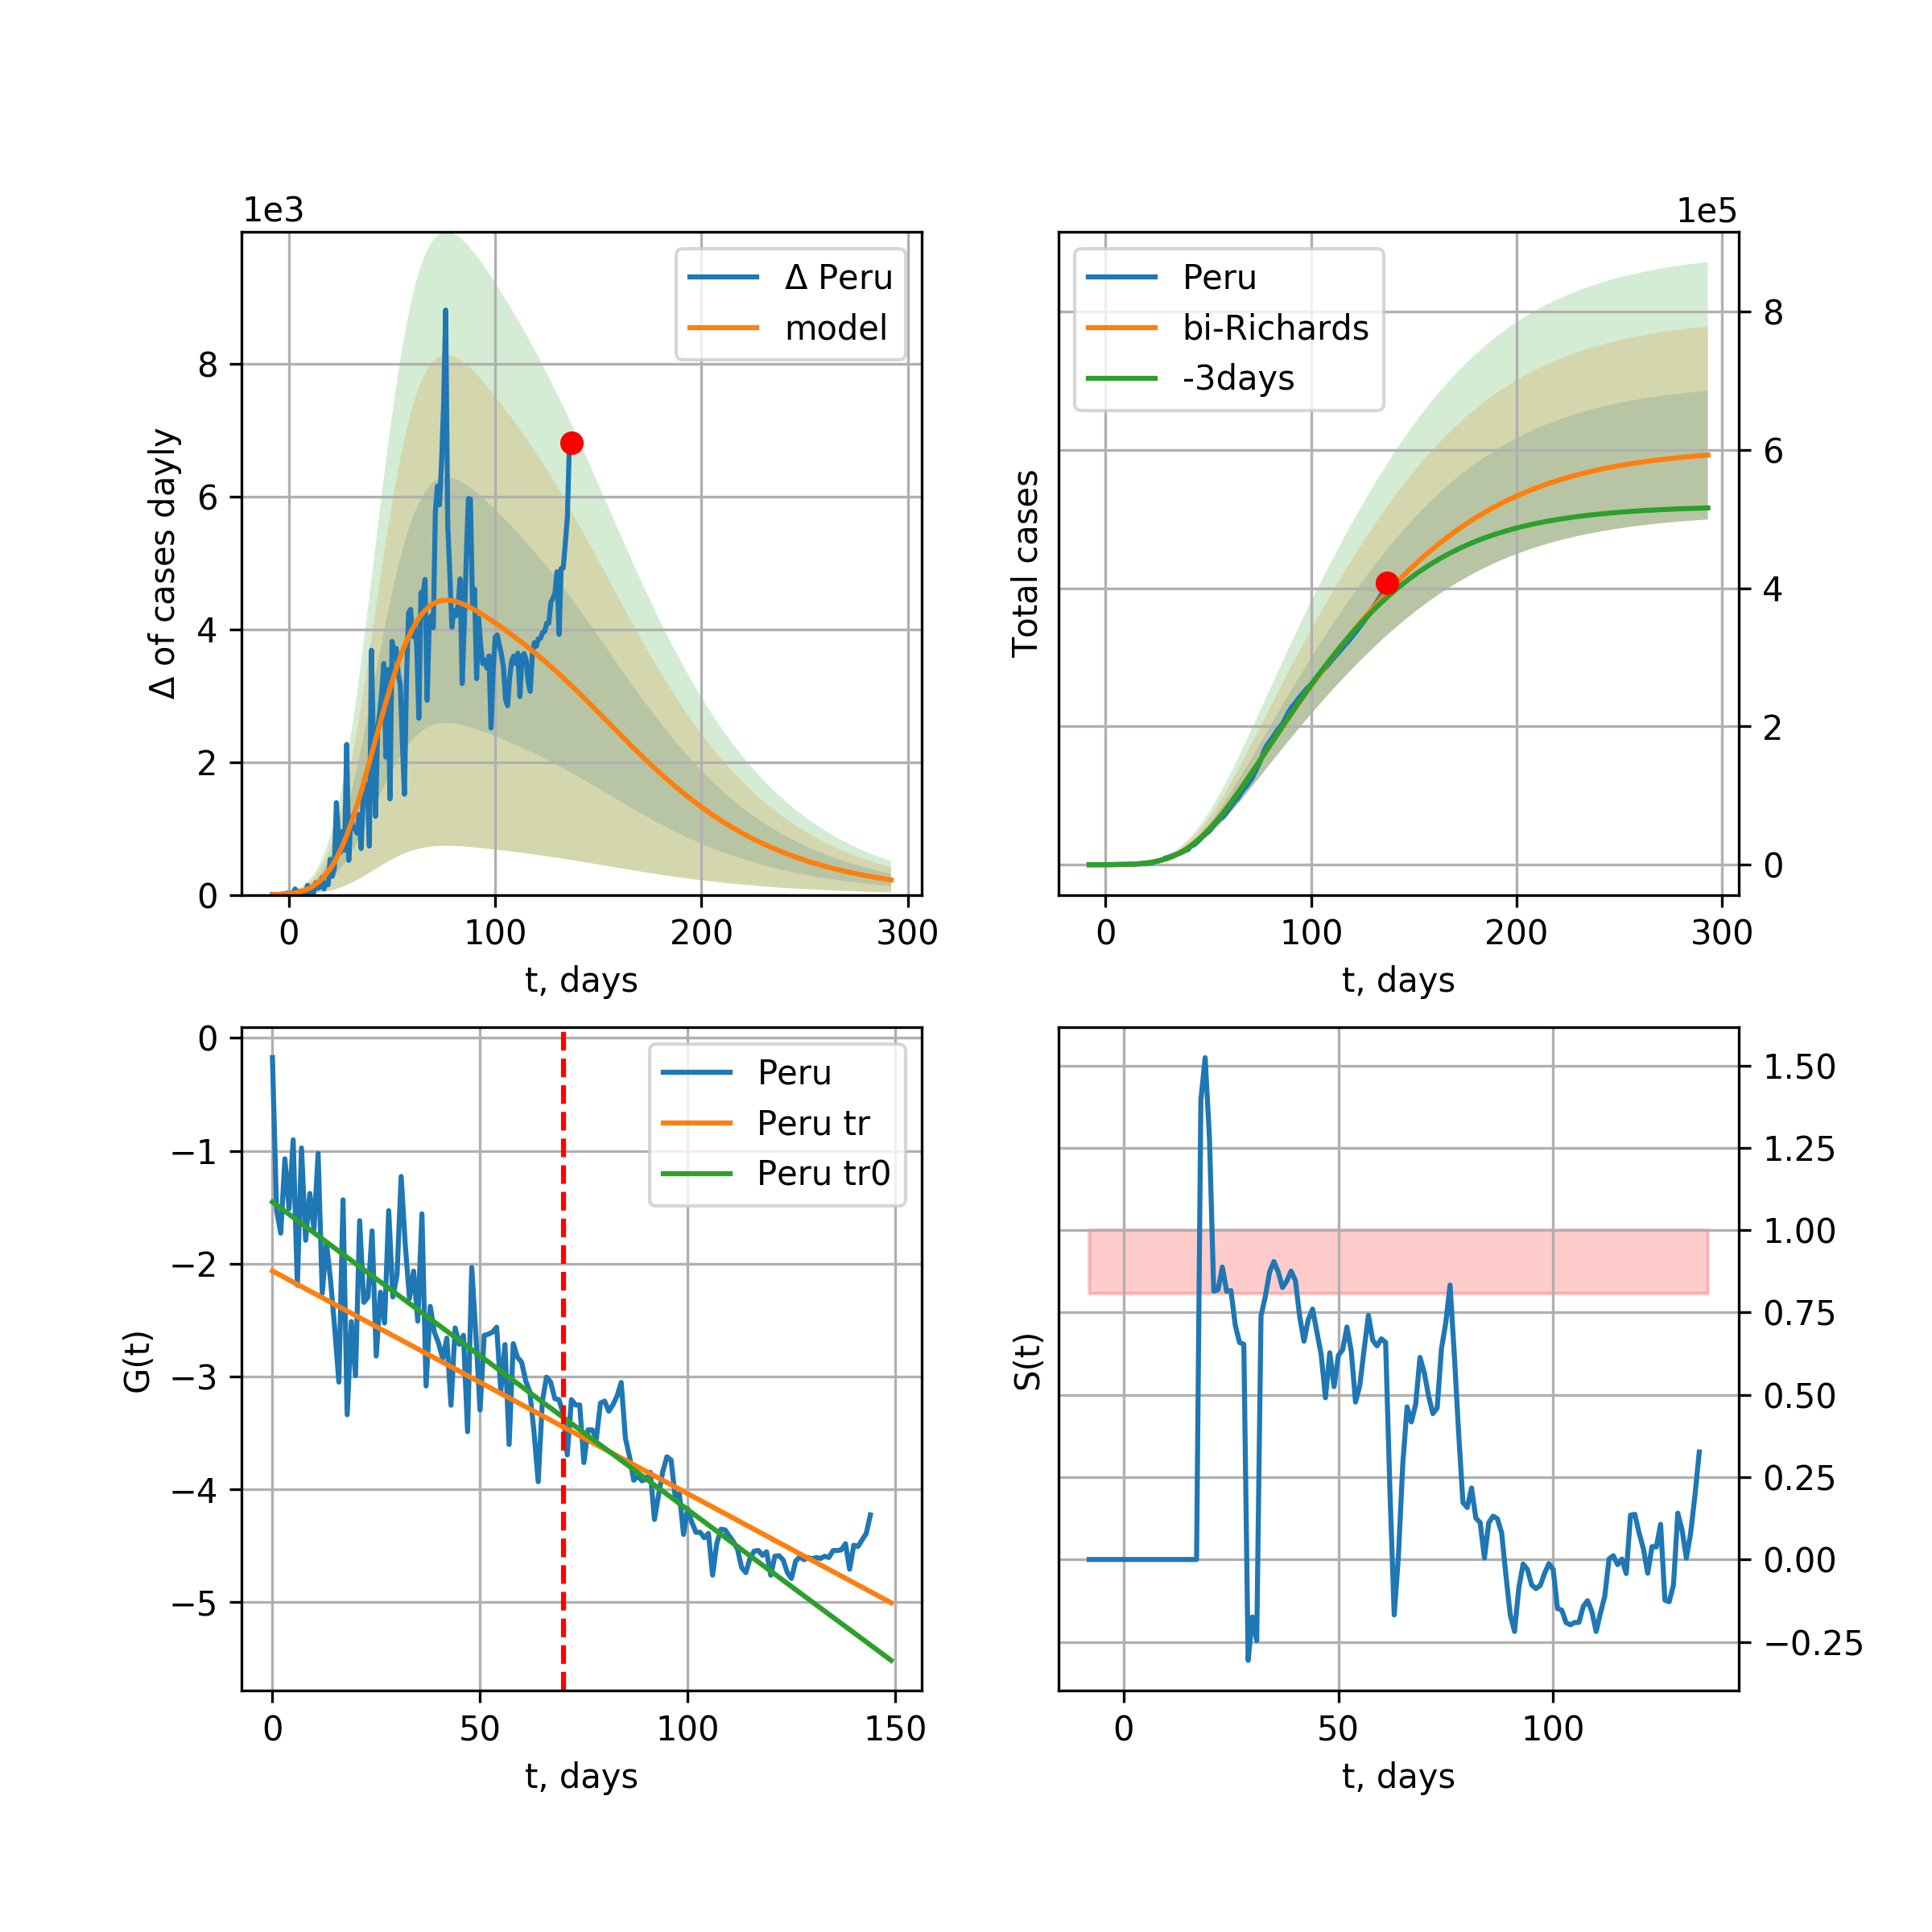 1e3
Δ of cases dayly
8
6
4
2
0
0 100 200 300
t, days
Δ Peru
model
1e5
Total cases
8
6
4
2
0
0 100 200 300
t, days
Peru
bi-Richards
-3days
G(t)
0
−1
−2
−3
−4
−5
0 50 100 150
t, days
Peru
Peru tr
Peru tr0
S(t)
1.50
1.25
1.00
0.75
0.50
0.25
0.00
−0.25
0 50 100
t, days